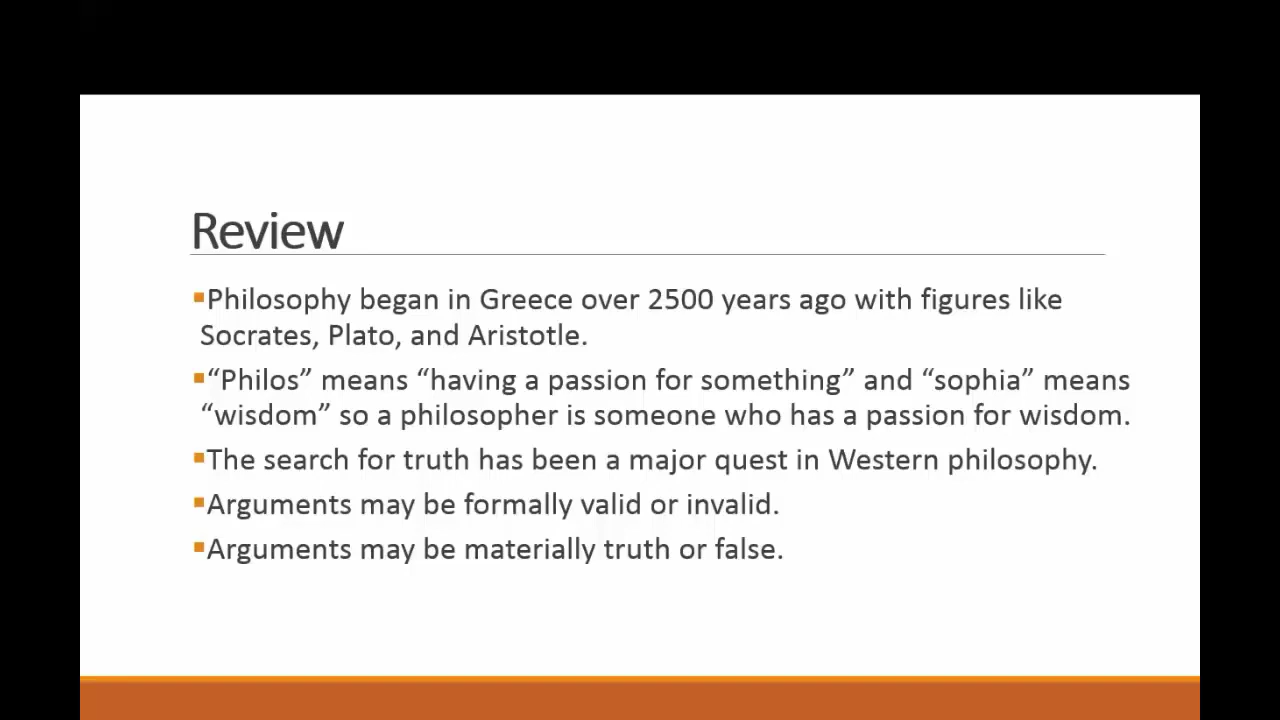 Review
▪Philosophy began in Greece over 2500 years ago with figures like
Socrates, Plato, and Aristotle.
▪“Philos” means “having a passion for something” and “sophia” means
“wisdom” so a philosopher is someone who has a passion for wisdom.
▪The search for truth has been a major quest in Western philosophy.
▪Arguments may be formally valid or invalid.
▪Arguments may be materially truth or false.